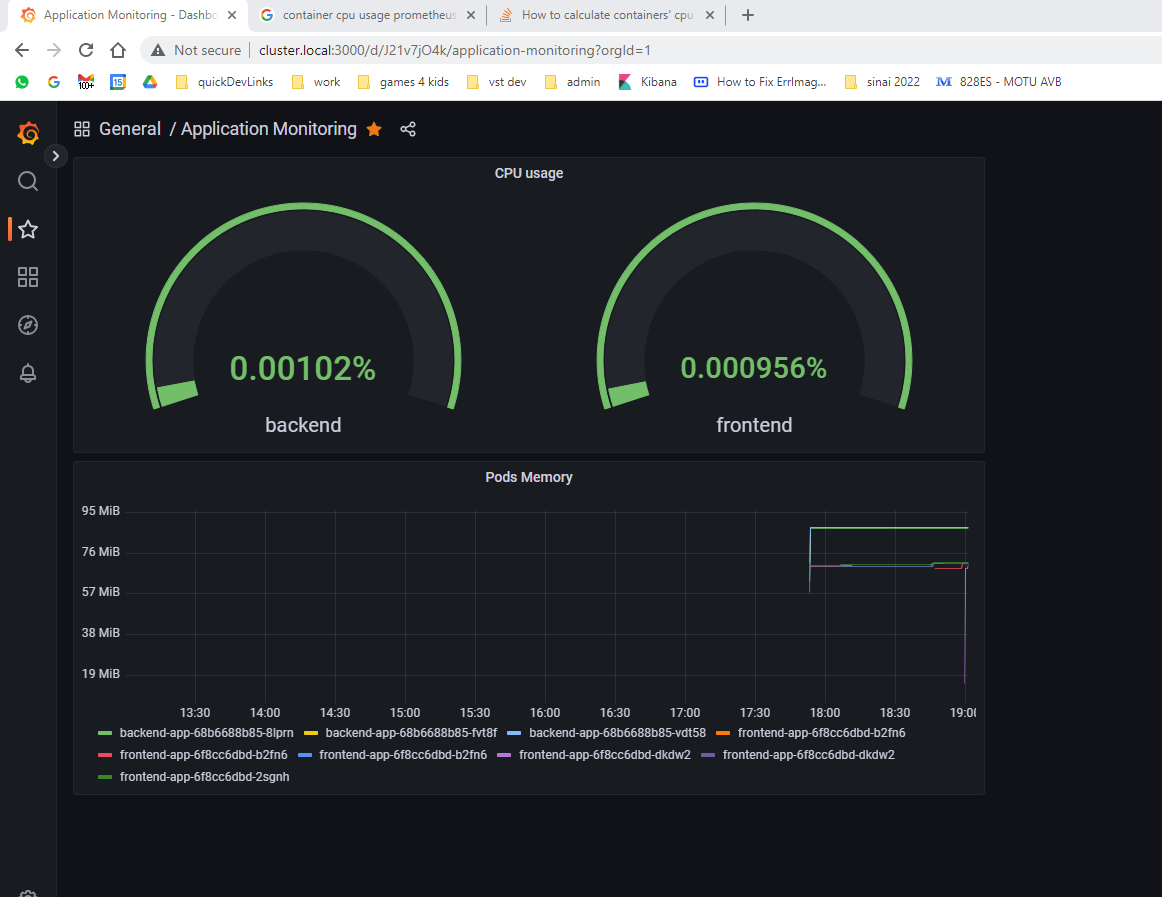 Application Monitoring - Dashbo
container cpu usage prometheus
How to calculate containers' cpu
Not secure
cluster.local:3000/d/J21v7jO4k/application-monitoring?orgId=1
100+
15
quickDevLinks
work
games 4 kids
vst dev
admin
Kibana
How to Fix ErrImag...
sinai 2022
M
828ES - MOTU AVB
General / Application Monitoring
CPU usage
0.00102%
0.000956%
backend
frontend
Pods Memory
95 MiB
76 MiB
57 MiB
38 MiB
19 MiB
13:30 14:00 14:30 15:00 15:30 16:00 16:30 17:00 17:30 18:00 18:30 19:00
backend-app-68b6688b85-8lprn backend-app-68b6688b85-fvt8f backend-app-68b6688b85-vdt58 frontend-app-6f8cc6dbd-b2fn6
frontend-app-6f8cc6dbd-b2fn6 frontend-app-6f8cc6dbd-b2fn6 frontend-app-6f8cc6dbd-dkdw2 frontend-app-6f8cc6dbd-dkdw2
frontend-app-6f8cc6dbd-2sgnh